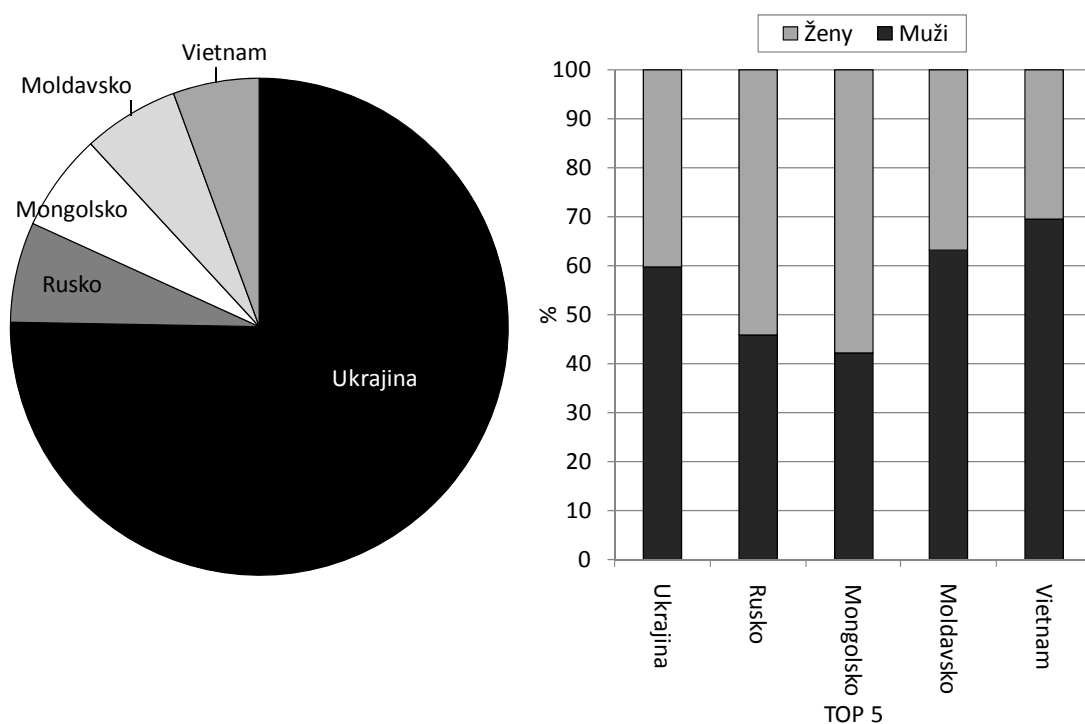 Vietnam
Moldavsko
Mongolsko
Rusko
Ukrajina
Ženy Muži
100
90
80
70
60
50
40
30
20
10
0
%
Ukrajina
Rusko
Mongolsko
Moldavsko
Vietnam
TOP 5